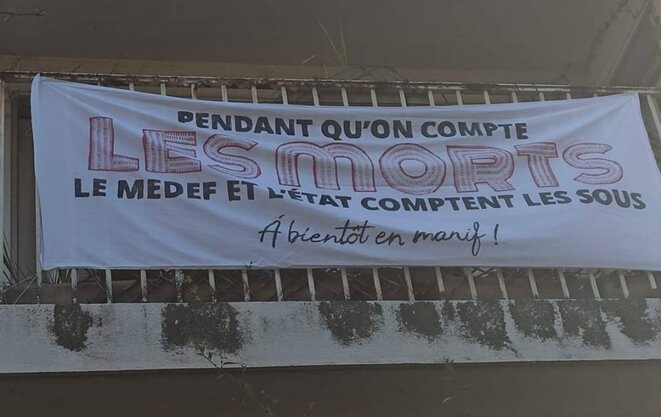 PENDANT QU'ON COMPTE
LES MORTS
LE MEDEF ET L'ÉTAT COMPTENT LES SOUS
À bientôt en manif !